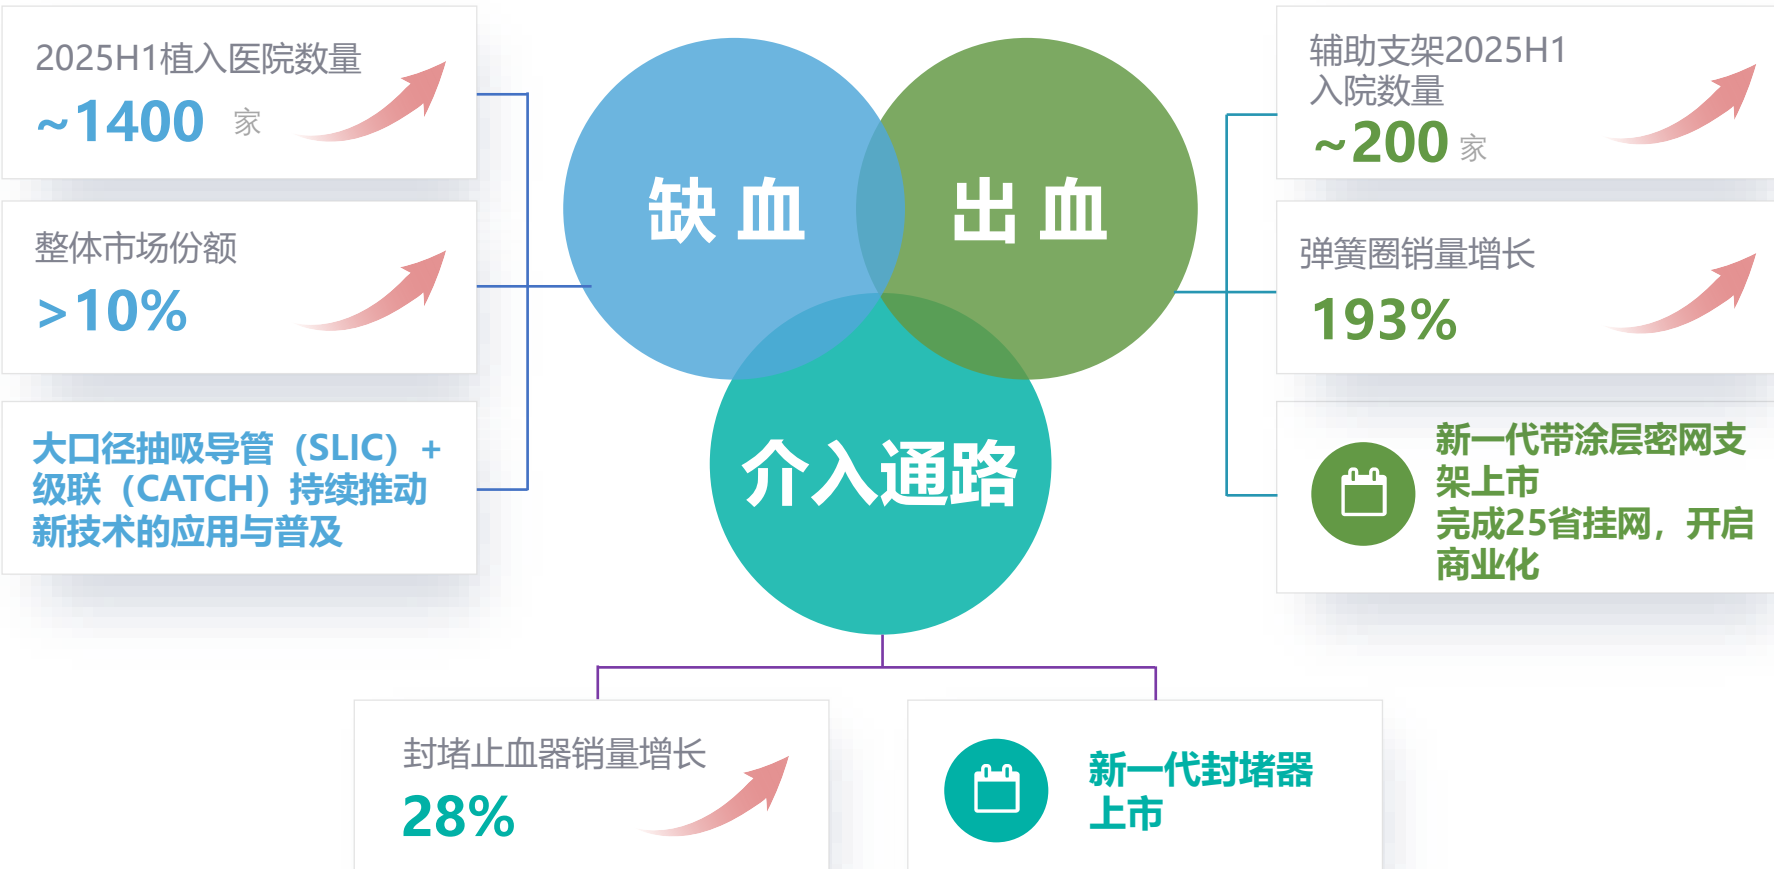 2025H1植入医院数量
~1400 家
整体市场份额
>10%
大口径抽吸导管（SLIC）+
级联（CATCH）持续推动
新技术的应用与普及
缺血
出血
介入通路
辅助支架2025H1
入院数量
~200 家
弹簧圈销量增长
193%
新一代带涂层密网支
架上市
完成25省挂网，开启
商业化
封堵止血器销量增长
28%
新一代封堵器
上市